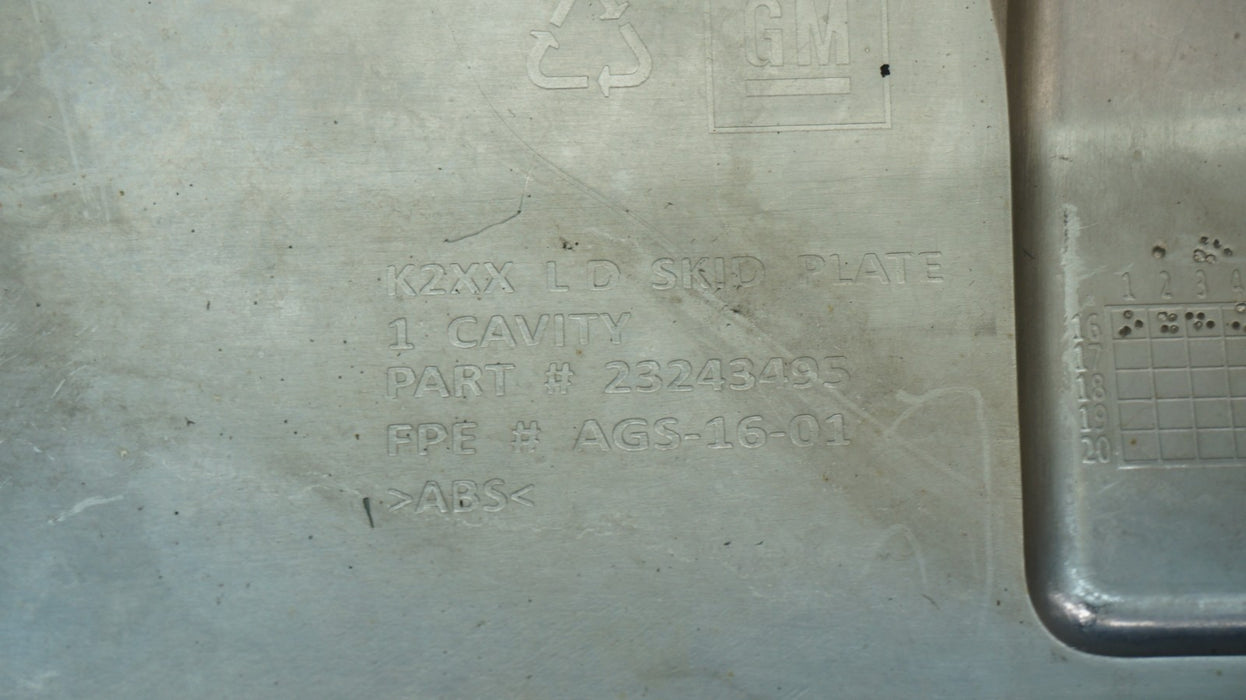 GM
K2XX L D SKID PLATE
1 CAVITY
PART # 23243495
FPE # AGS-16-01
>ABS<
1 2 3 4
16
17
18
19
20